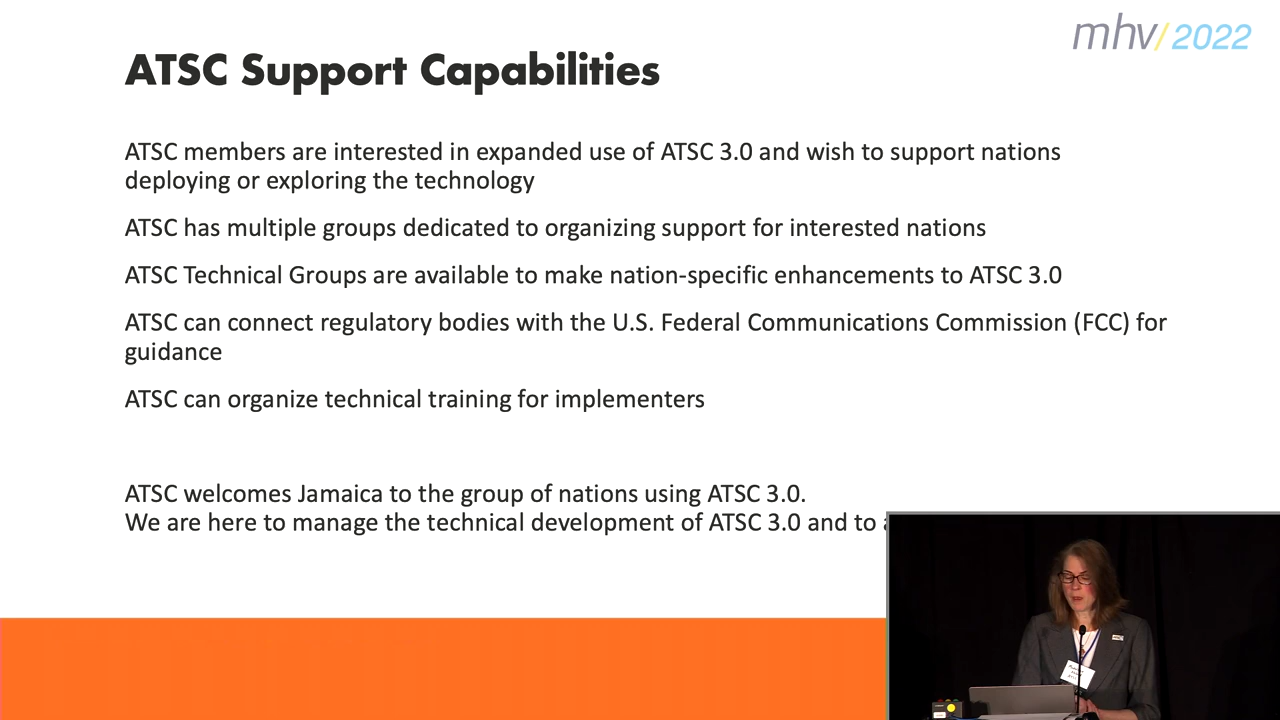 mhv/2022
ATSC Support Capabilities
ATSC members are interested in expanded use of ATSC 3.0 and wish to support nations
deploying or exploring the technology
ATSC has multiple groups dedicated to organizing support for interested nations
ATSC Technical Groups are available to make nation-specific enhancements to ATSC 3.0
ATSC can connect regulatory bodies with the U.S. Federal Communications Commission (FCC) for
guidance
ATSC can organize technical training for implementers
ATSC welcomes Jamaica to the group of nations using ATSC 3.0.
We are here to manage the technical development of ATSC 3.0 and to